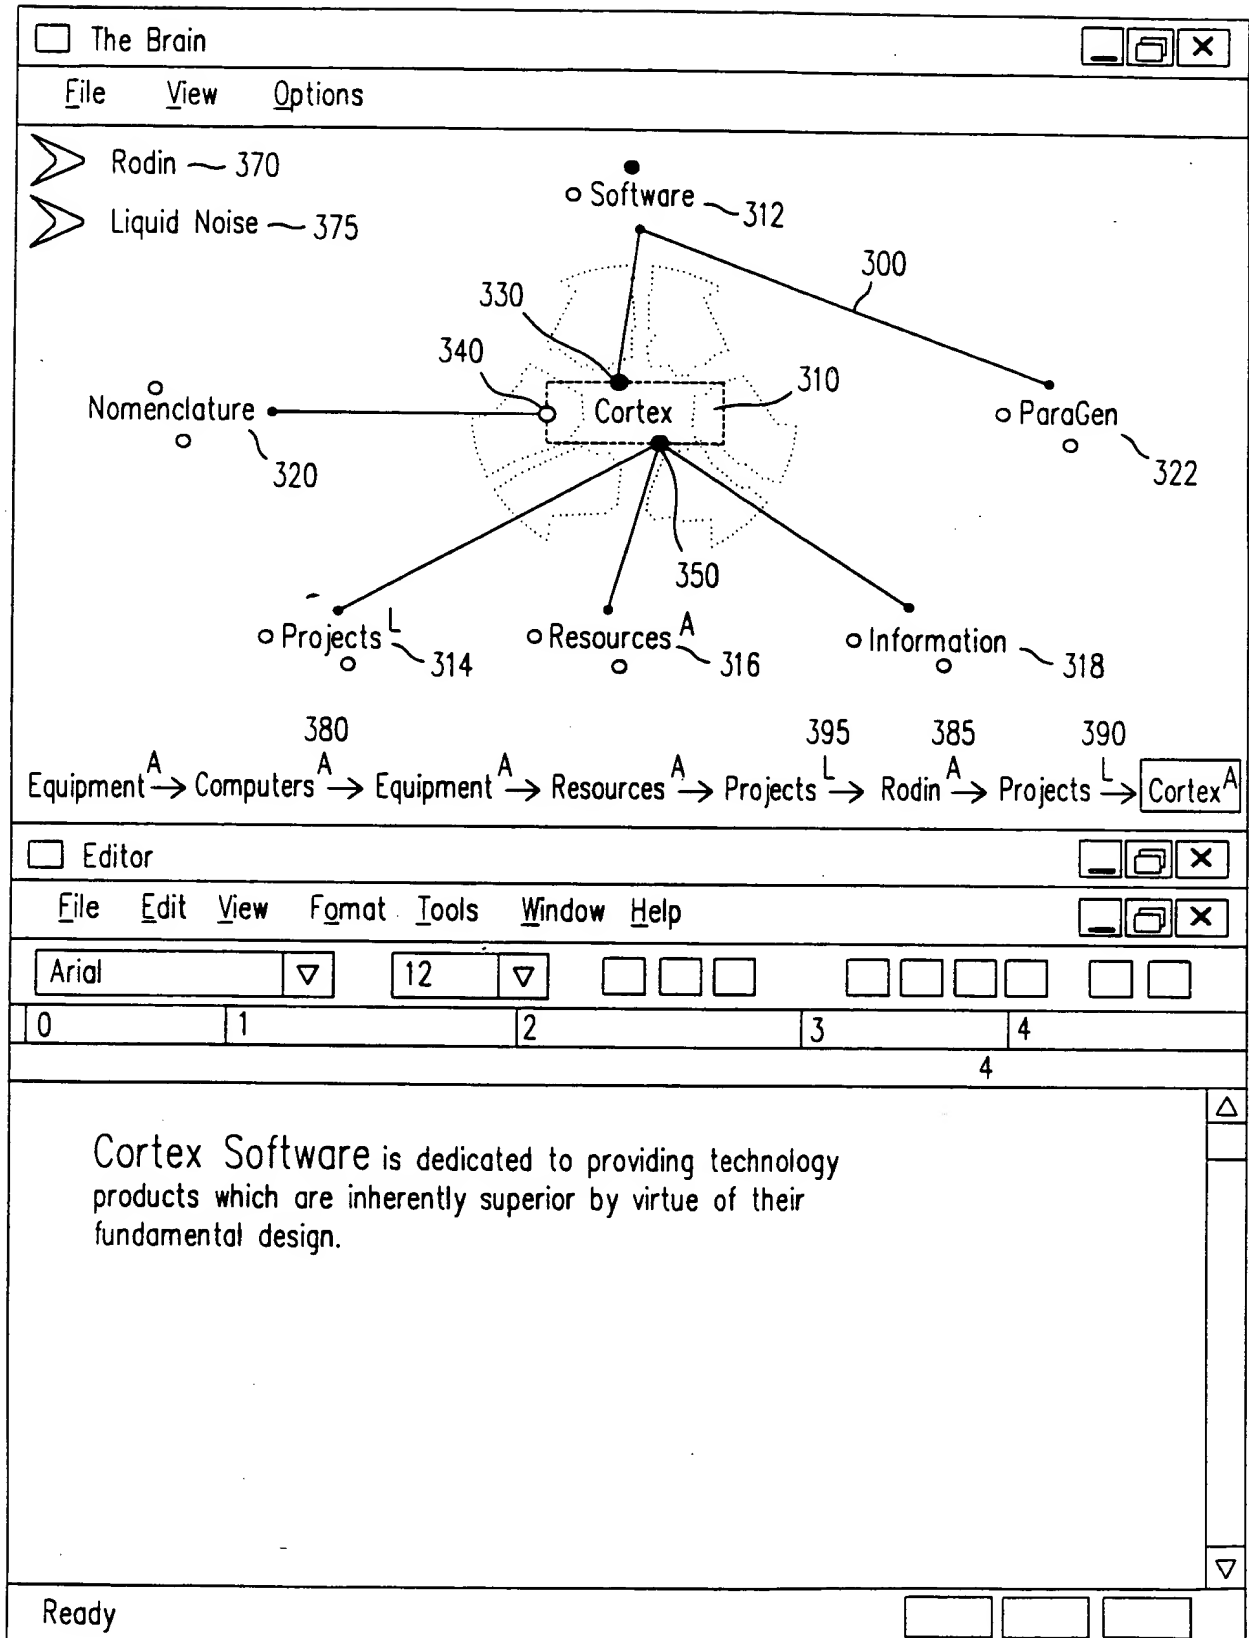 The Brain
File View Options
Rodin 370
Liquid Noise 375
Software 312
300
330
340
310
Cortex
Nomenclature
320
ParaGen
322
350
Projects L 314
Resources A 316
Information 318
380 395 385 390
Equipment A → Computers A → Equipment A → Resources A → Projects L → Rodin A → Projects L → Cortex A
Editor
File Edit View Fomat Tools Window Help
Arial 12
0 1 2 3 4
4
Cortex Software is dedicated to providing technology
products which are inherently superior by virtue of their
fundamental design.
Ready